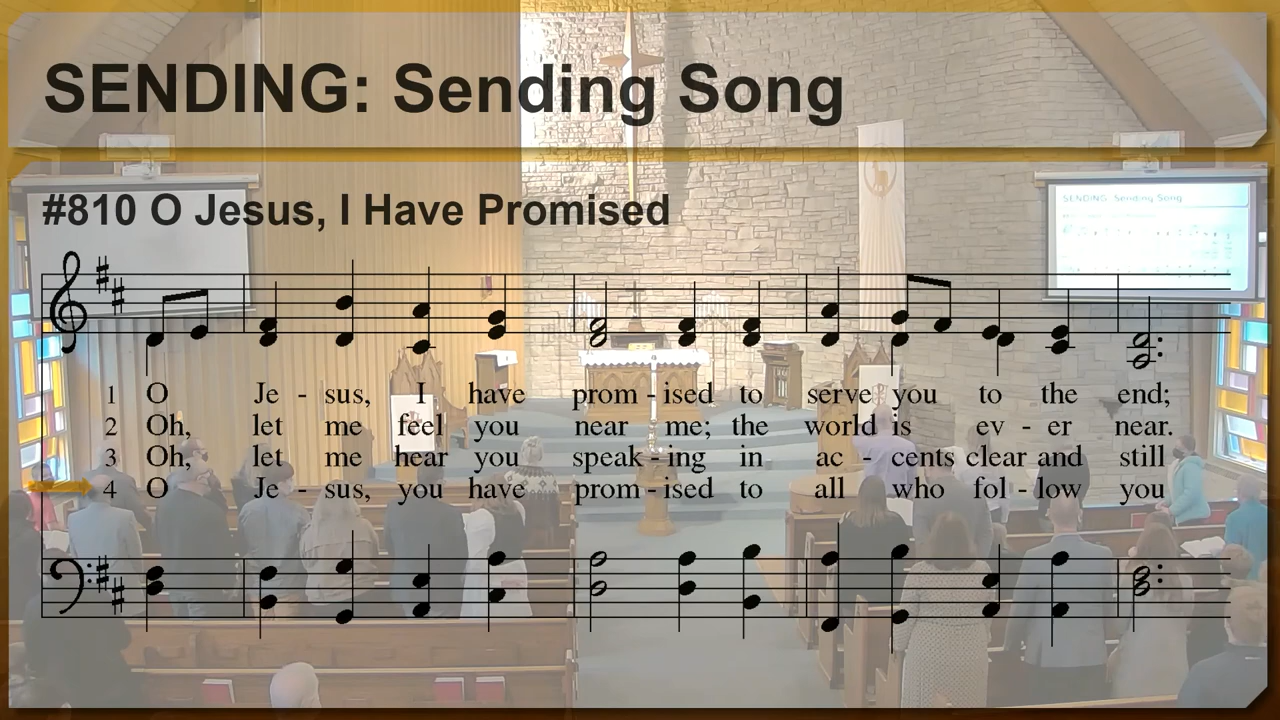 SENDING: Sending Song
#810 O Jesus, I Have Promised
1 O Je - sus, I have prom - ised to serve you to the end;
2 Oh, let me feel you near me; the world is ev - er near.
3 Oh, let me hear you speak - ing in ac - cents clear and still
4 O Je - sus, you have prom - ised to all who fol - low you
SENDING: Sending Song